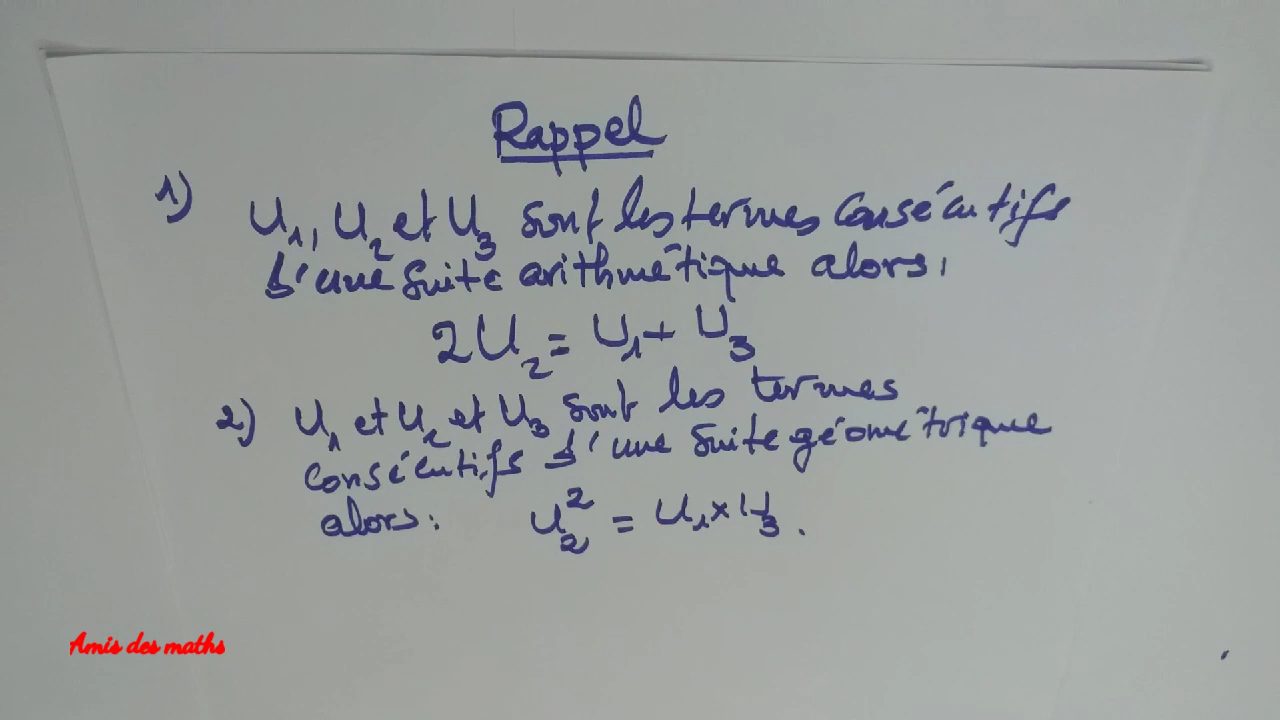 Rappel
1) U₁, U₂ et U₃ sont les termes consécutifs
d'une suite arithmétique alors,
2U₂ = U₁ + U₃
2) U₁ et U₂ et U₃ sont les termes
consécutifs d'une suite géométrique
alors: U₂² = U₁ × U₃.
Amis des maths